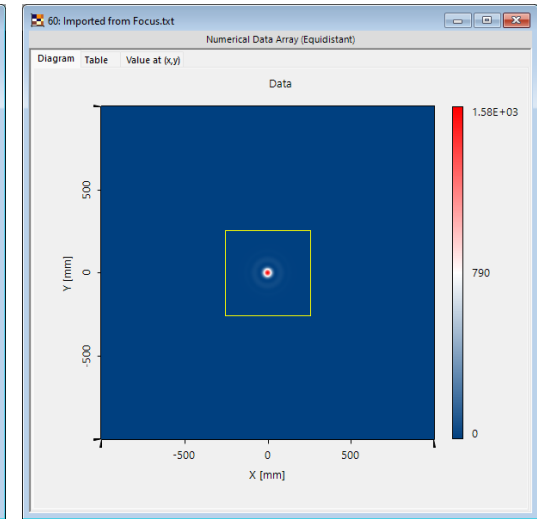 60: Imported from Focus.txt
Numerical Data Array (Equidistant)
Diagram Table Value at (x,y)
Data
1.58E+03
500
790
Y [mm]
0
-500
0
-500 0 500
X [mm]